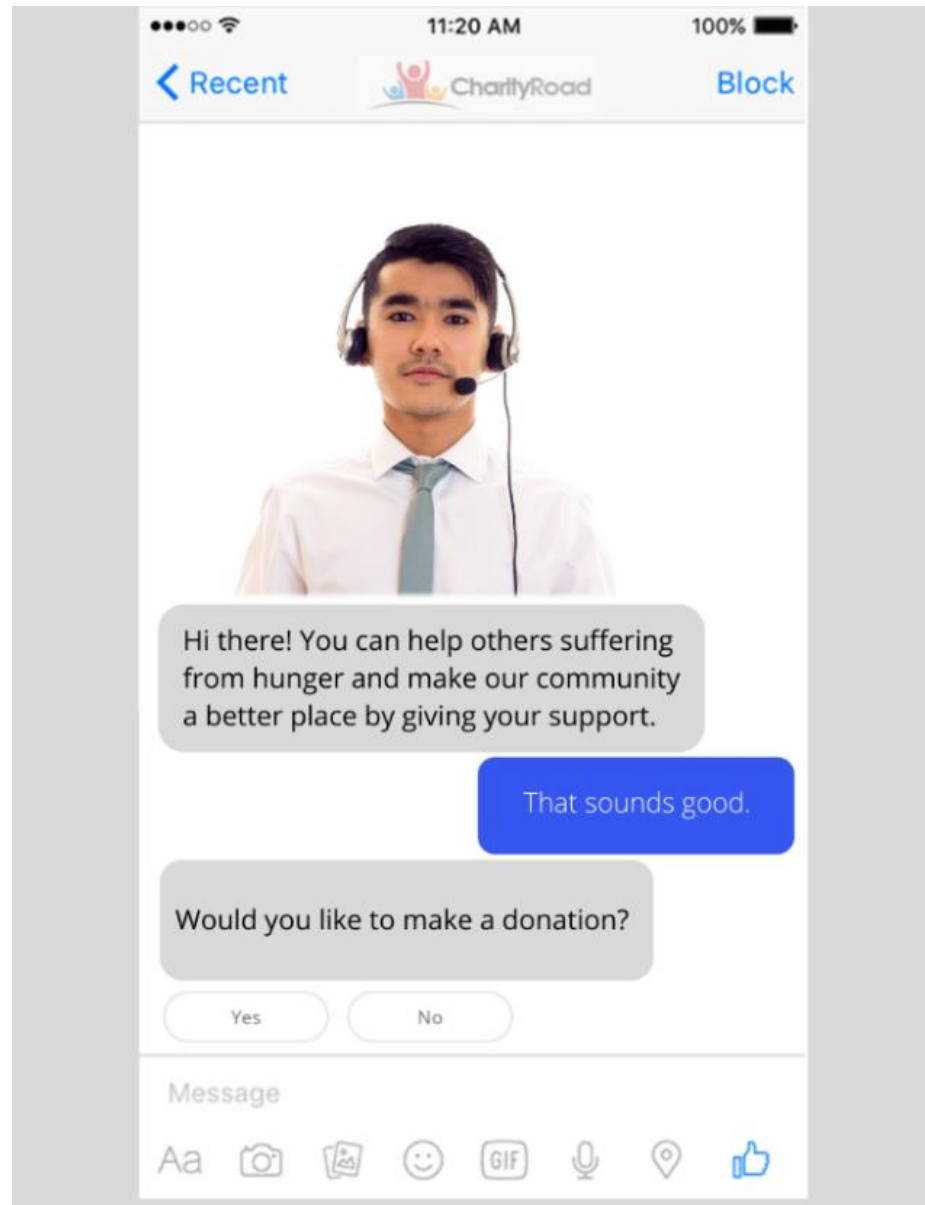 11:20 AM
100%
Recent
CharityRoad
Block
Hi there! You can help others suffering
from hunger and make our community
a better place by giving your support.
That sounds good.
Would you like to make a donation?
Yes
No
Message
Aa
GIF